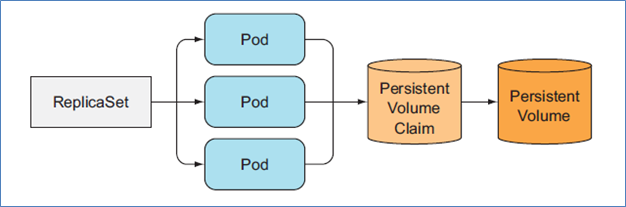 Pod
ReplicaSet
Pod
Pod
Persistent
Volume
Claim
Persistent
Volume